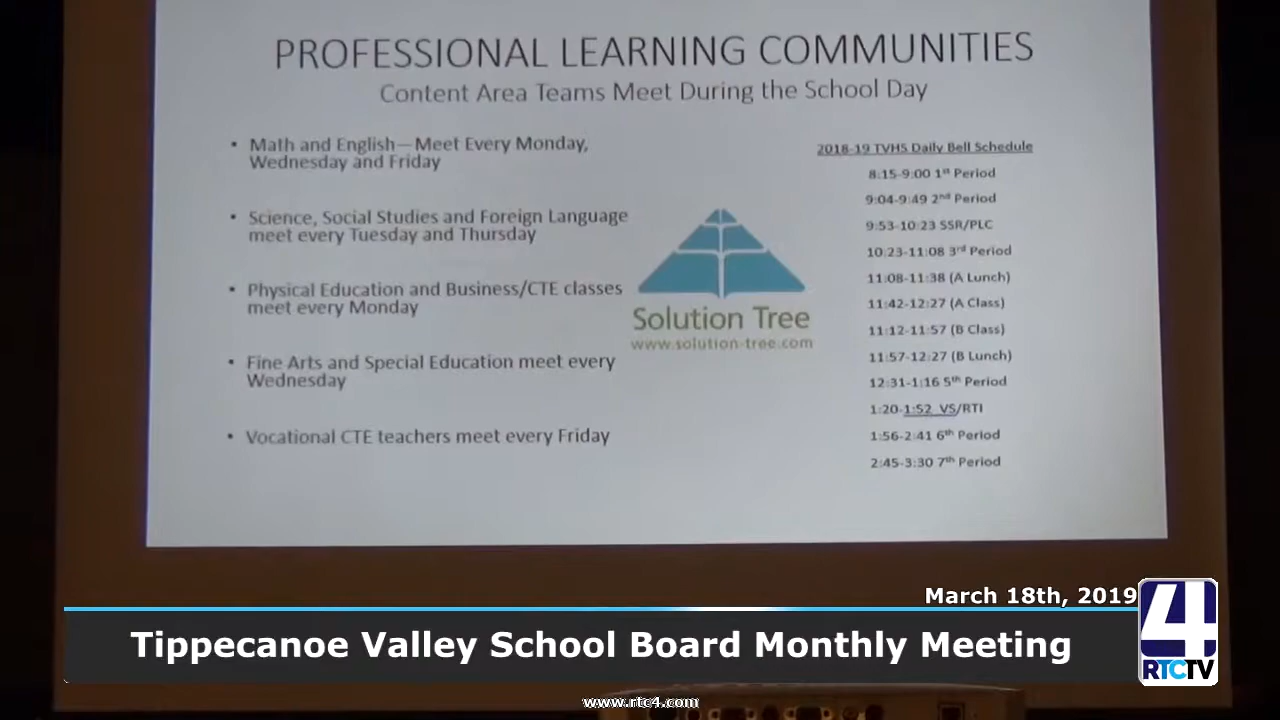 PROFESSIONAL LEARNING COMMUNITIES
Content Area Teams Meet During the School Day
• Math and English—Meet Every Monday,
Wednesday and Friday
• Science, Social Studies and Foreign Language
meet every Tuesday and Thursday
• Physical Education and Business/CTE classes
meet every Monday
• Fine Arts and Special Education meet every
Wednesday
• Vocational CTE teachers meet every Friday
Solution Tree
www.solution-tree.com
2018-19 TVHS Daily Bell Schedule
8:15-9:00 1st Period
9:04-9:49 2nd Period
9:53-10:23 SSR/PLC
10:23-11:08 3rd Period
11:08-11:38 (A Lunch)
11:42-12:27 (A Class)
11:12-11:57 (B Class)
11:57-12:27 (B Lunch)
12:31-1:16 5th Period
1:20-1:52 VS/RTI
1:56-2:41 6th Period
2:45-3:30 7th Period
March 18th, 2019
Tippecanoe Valley School Board Monthly Meeting
4
RTCTV
www.rtc4.com